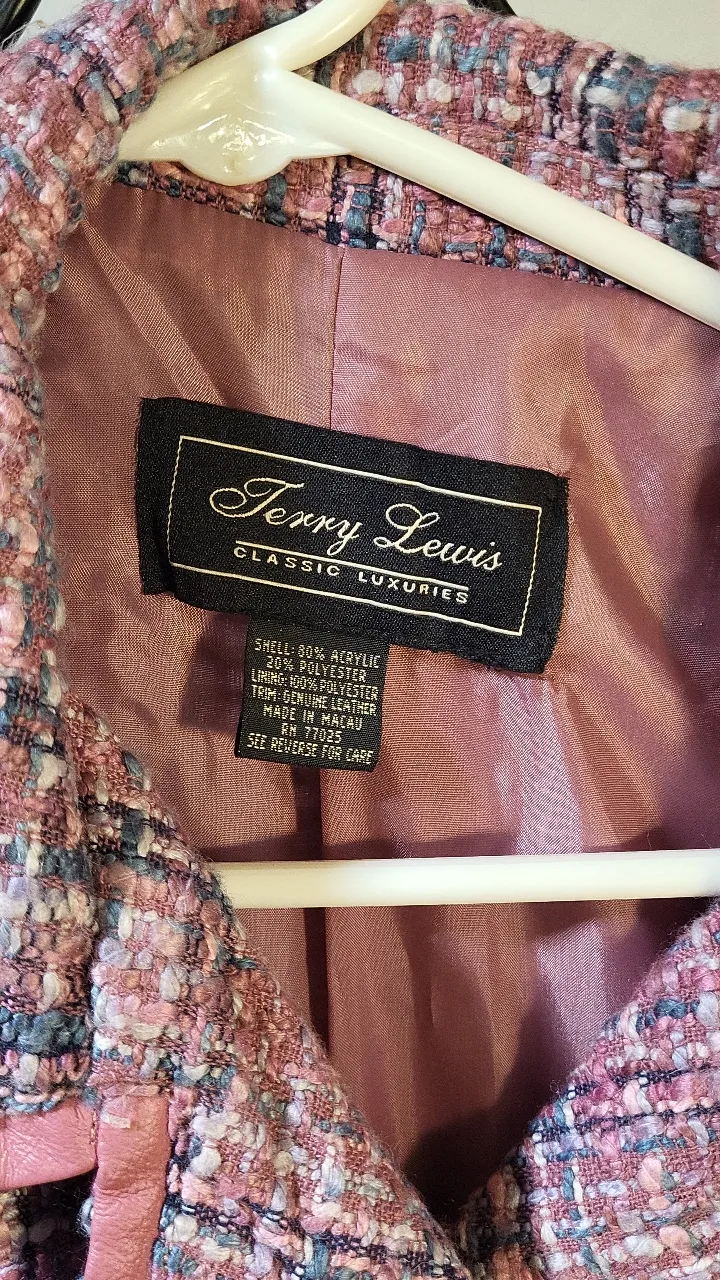 Terry Lewis
CLASSIC LUXURIES
SHELL: 80% ACRYLIC
20% POLYESTER
LINING: 100% POLYESTER
TRIM: GENUINE LEATHER
MADE IN MACAU
RN 77025
SEE REVERSE FOR CARE